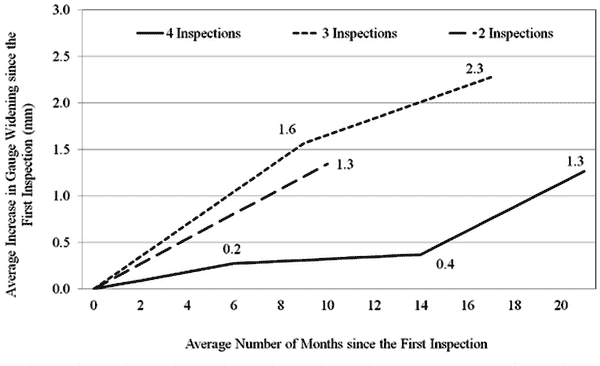 3.0
4 Inspections
3 Inspections
2 Inspections
2.5
2.3
2.0
1.6
1.5
1.3
1.3
1.0
0.5
0.2
0.4
0.0
0 2 4 6 8 10 12 14 16 18 20
Average Increase in Gauge Widening since the
First Inspection (mm)
Average Number of Months since the First Inspection